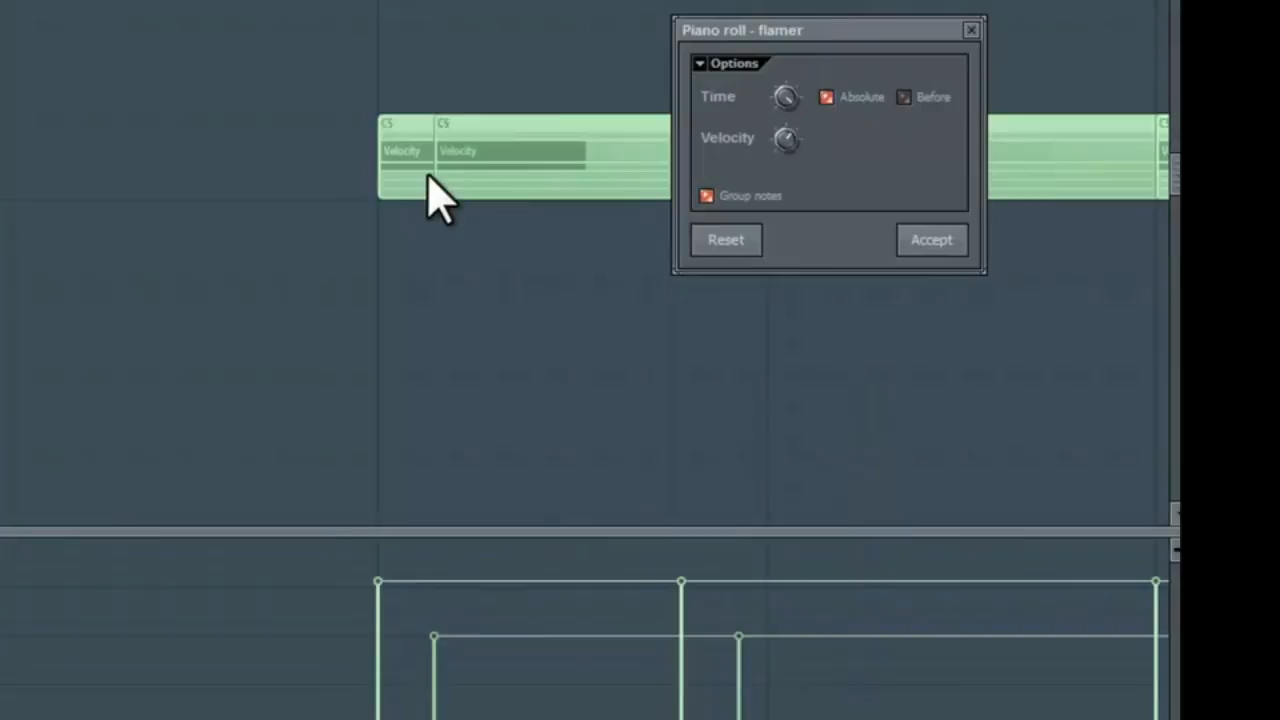 Piano roll - flamer
Options
Time Absolute Before
C5 C5
Velocity
Velocity Velocity
Group notes
Reset Accept